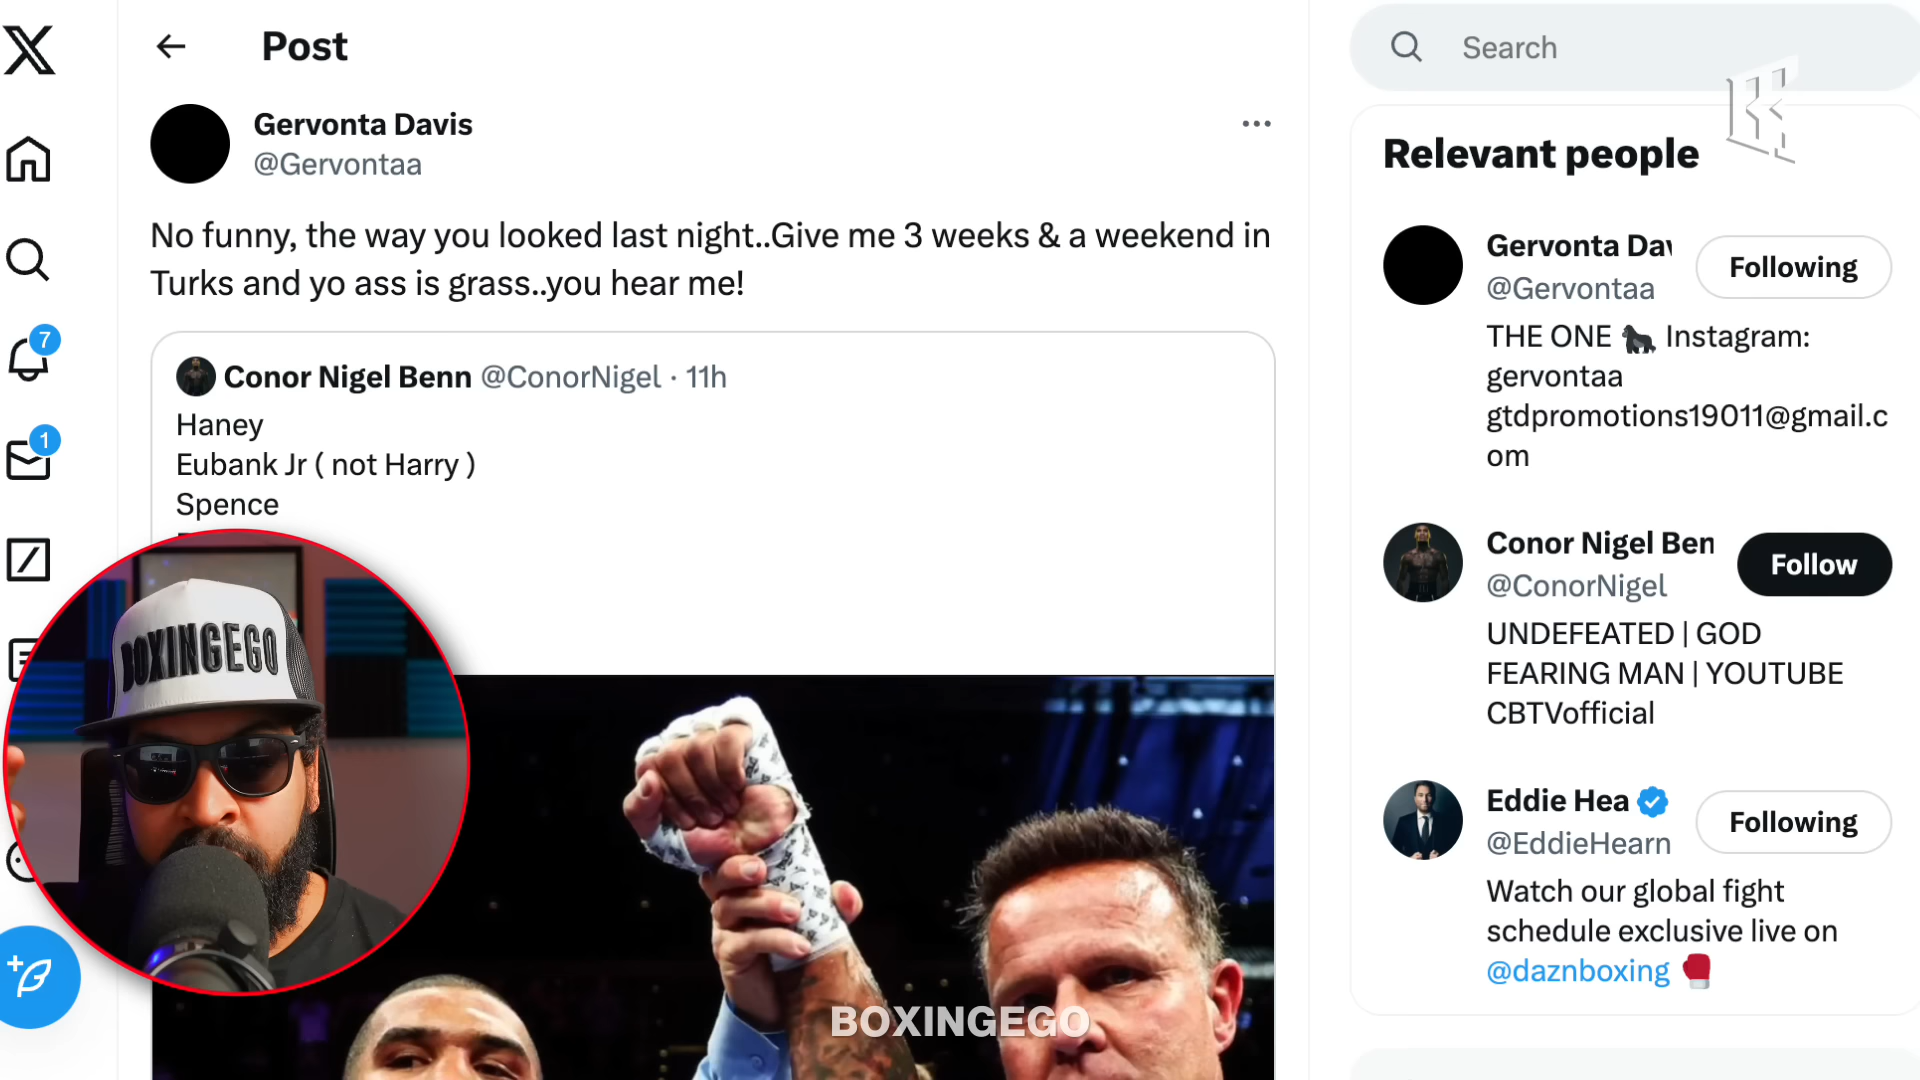 Post
Search
Gervonta Davis
@Gervontaa
No funny, the way you looked last night..Give me 3 weeks & a weekend in
Turks and yo ass is grass..you hear me!
Conor Nigel Benn @ConorNigel · 11h
Haney
Eubank Jr ( not Harry )
Spence
7
1
BOXINGEGO
BOXINGEGO
Relevant people
Gervonta Dav
Following
@Gervontaa
THE ONE 🦍 Instagram:
gervontaa
gtdpromotions19011@gmail.c
om
Conor Nigel Ben
Follow
@ConorNigel
UNDEFEATED | GOD
FEARING MAN | YOUTUBE
CBTVofficial
Eddie Hea
Following
@EddieHearn
Watch our global fight
schedule exclusive live on
@daznboxing 🥊